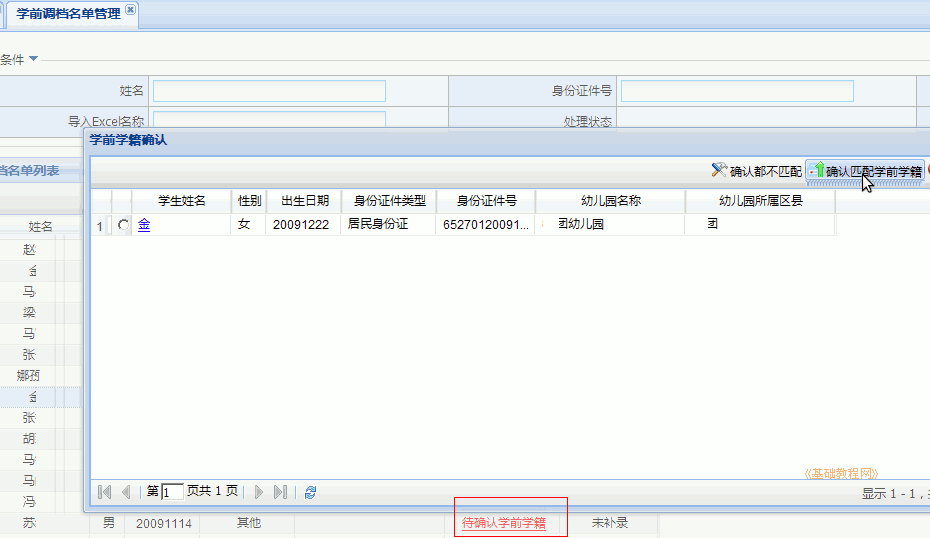 学前调档名单管理
条件
姓名
身份证件号
导入Excel名称
处理状态
学前学籍确认
档名单列表
确认都不匹配
确认匹配学前学籍
学生姓名 性别 出生日期 身份证件类型 身份证件号 幼儿园名称 幼儿园所属区县
1 金 女 20091222 居民身份证 65270120091... 团幼儿园 团
姓名
赵
马
梁
马
张
娜
张
胡
马
马
冯
《基础教程网》
第 1 页共 1 页
显示 1 - 1，
苏 男 20091114 其他 待确认学前学籍 未补录